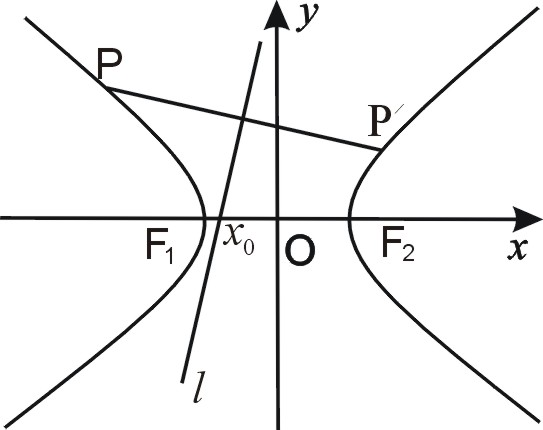 y
P
P′
F₁
x₀
O
F₂
x
l